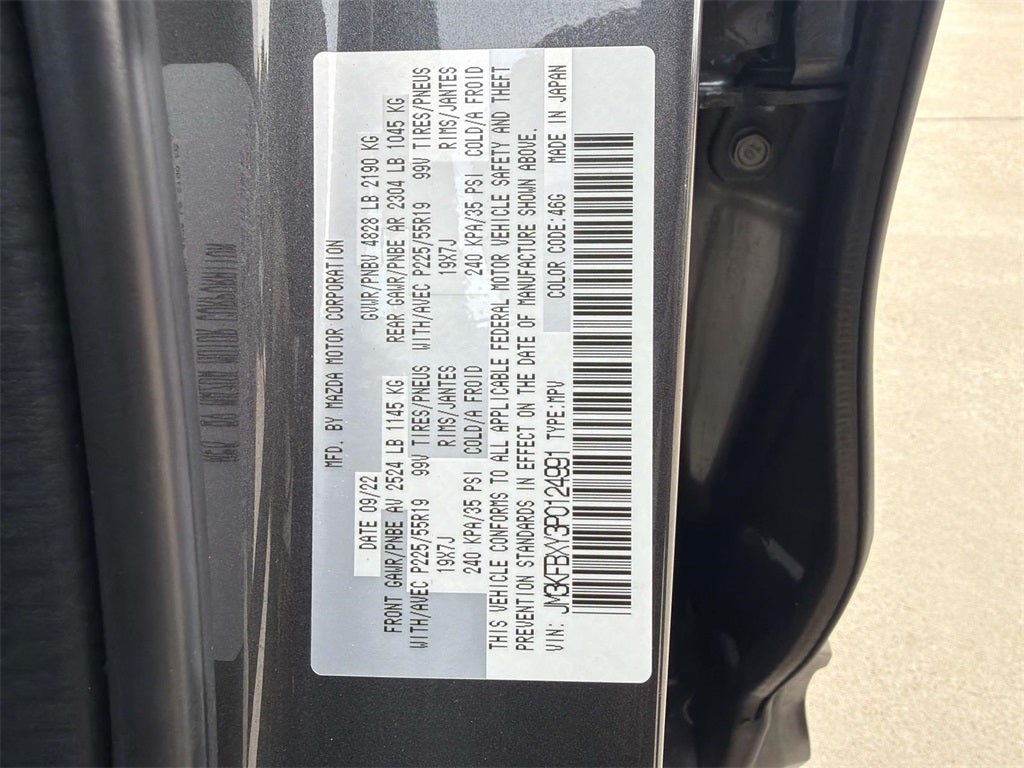 MFD. BY MAZDA MOTOR CORPORATION
DATE 09/22 GVWR/PNBV 4828 LB 2190 KG
FRONT GAWR/PNBE AV 2524 LB 1145 KG REAR GAWR/PNBE AR 2304 LB 1045 KG
WITH/AVEC P225/55R19 99V TIRES/PNEUS WITH/AVEC P225/55R19 99V TIRES/PNEUS
19X7J RIMS/JANTES 19X7J RIMS/JANTES
240 KPA/35 PSI COLD/A FROID 240 KPA/35 PSI COLD/A FROID
THIS VEHICLE CONFORMS TO ALL APPLICABLE FEDERAL MOTOR VEHICLE SAFETY AND THEFT
PREVENTION STANDARDS IN EFFECT ON THE DATE OF MANUFACTURE SHOWN ABOVE.
VIN: JM3KFBXY3P0124991 TYPE:MPV COLOR CODE:46G MADE IN JAPAN
10